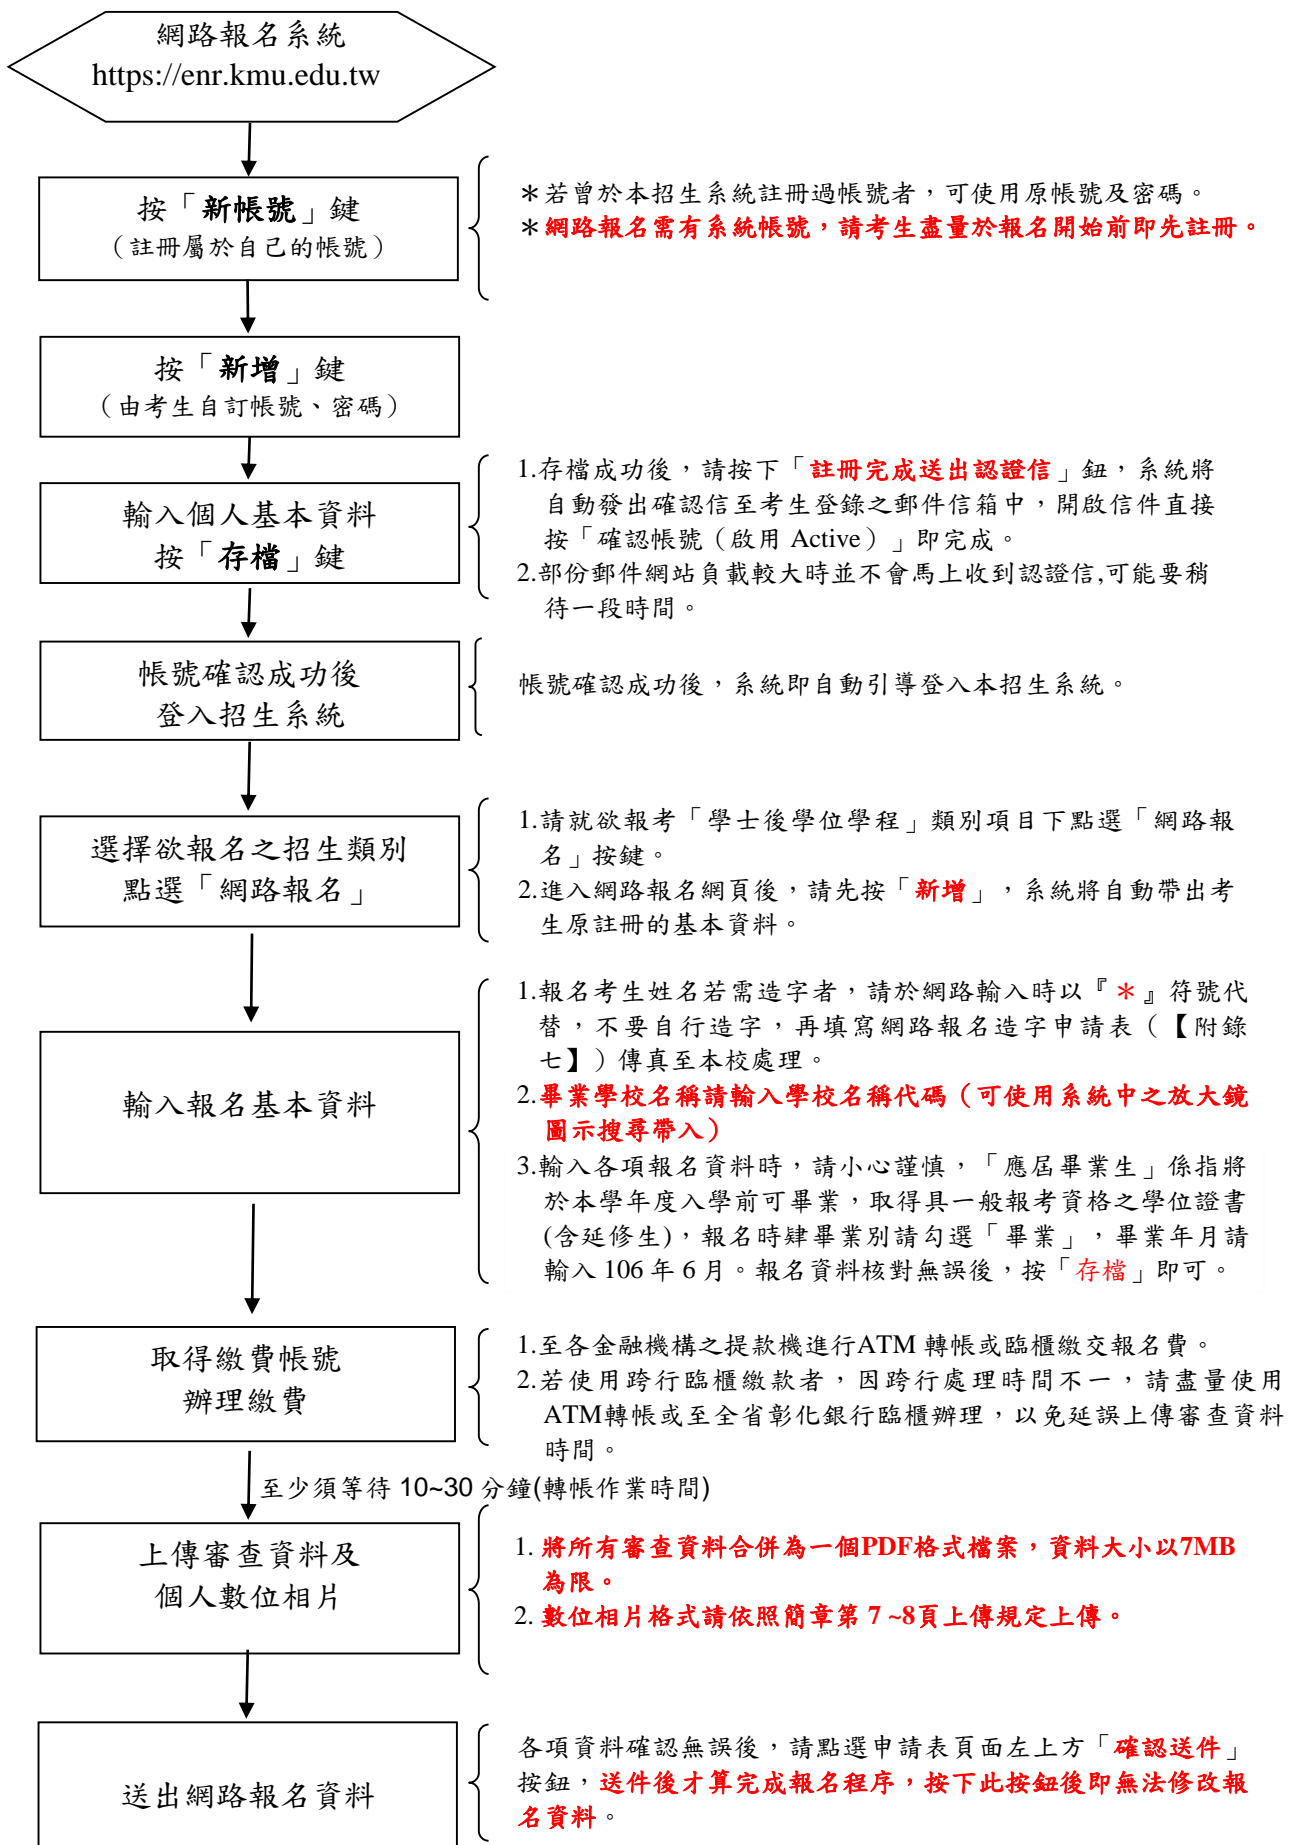 網路報名系統
https://enr.kmu.edu.tw
按「新帳號」鍵
（註冊屬於自己的帳號）
＊若曾於本招生系統註冊過帳號者，可使用原帳號及密碼。
＊網路報名需有系統帳號，請考生盡量於報名開始前即先註冊。
按「新增」鍵
（由考生自訂帳號、密碼）
輸入個人基本資料
按「存檔」鍵
1.存檔成功後，請按下「註冊完成送出認證信」鈕，系統將
自動發出確認信至考生登錄之郵件信箱中，開啟信件直接
按「確認帳號（啟用 Active）」即完成。
2.部份郵件網站負載較大時並不會馬上收到認證信,可能要稍
待一段時間。
帳號確認成功後
登入招生系統
帳號確認成功後，系統即自動引導登入本招生系統。
選擇欲報名之招生類別
點選「網路報名」
1.請就欲報考「學士後學位學程」類別項目下點選「網路報
名」按鍵。
2.進入網路報名網頁後，請先按「新增」，系統將自動帶出考
生原註冊的基本資料。
輸入報名基本資料
1.報名考生姓名若需造字者，請於網路輸入時以『＊』符號代
替，不要自行造字，再填寫網路報名造字申請表（【附錄
七】）傳真至本校處理。
2.畢業學校名稱請輸入學校名稱代碼（可使用系統中之放大鏡
圖示搜尋帶入）
3.輸入各項報名資料時，請小心謹慎，「應屆畢業生」係指將
於本學年度入學前可畢業，取得具一般報考資格之學位證書
(含延修生)，報名時肄畢業別請勾選「畢業」，畢業年月請
輸入 106 年 6 月。報名資料核對無誤後，按「存檔」即可。
取得繳費帳號
辦理繳費
1.至各金融機構之提款機進行ATM 轉帳或臨櫃繳交報名費。
2.若使用跨行臨櫃繳款者，因跨行處理時間不一，請盡量使用
ATM轉帳或至全省彰化銀行臨櫃辦理，以免延誤上傳審查資料
時間。
至少須等待 10~30 分鐘(轉帳作業時間)
上傳審查資料及
個人數位相片
1. 將所有審查資料合併為一個PDF格式檔案，資料大小以7MB
為限。
2. 數位相片格式請依照簡章第 7 ~8頁上傳規定上傳。
送出網路報名資料
各項資料確認無誤後，請點選申請表頁面左上方「確認送件」
按鈕，送件後才算完成報名程序，按下此按鈕後即無法修改報
名資料。